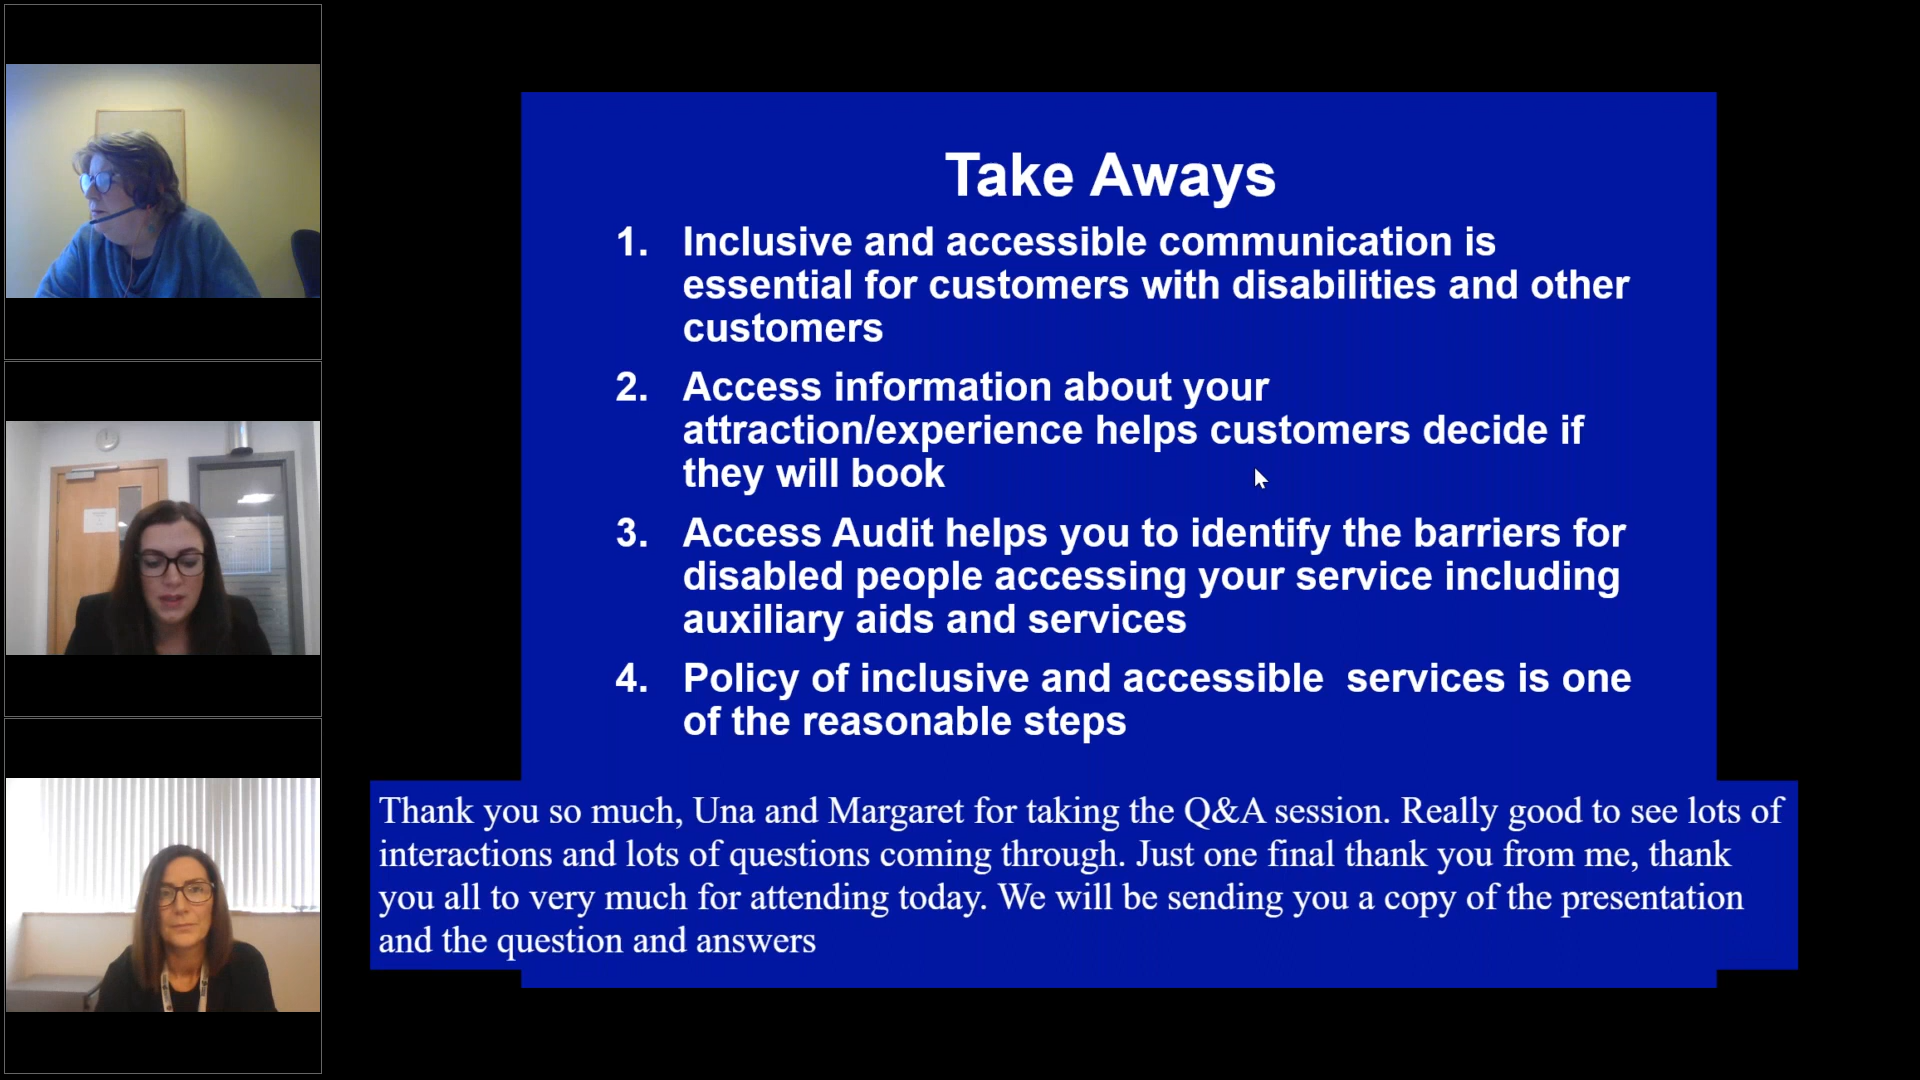 Take Aways
1. Inclusive and accessible communication is
essential for customers with disabilities and other
customers
2. Access information about your
attraction/experience helps customers decide if
they will book
3. Access Audit helps you to identify the barriers for
disabled people accessing your service including
auxiliary aids and services
4. Policy of inclusive and accessible  services is one
of the reasonable steps
Thank you so much, Una and Margaret for taking the Q&A session. Really good to see lots of
interactions and lots of questions coming through. Just one final thank you from me, thank
you all to very much for attending today. We will be sending you a copy of the presentation
and the question and answers